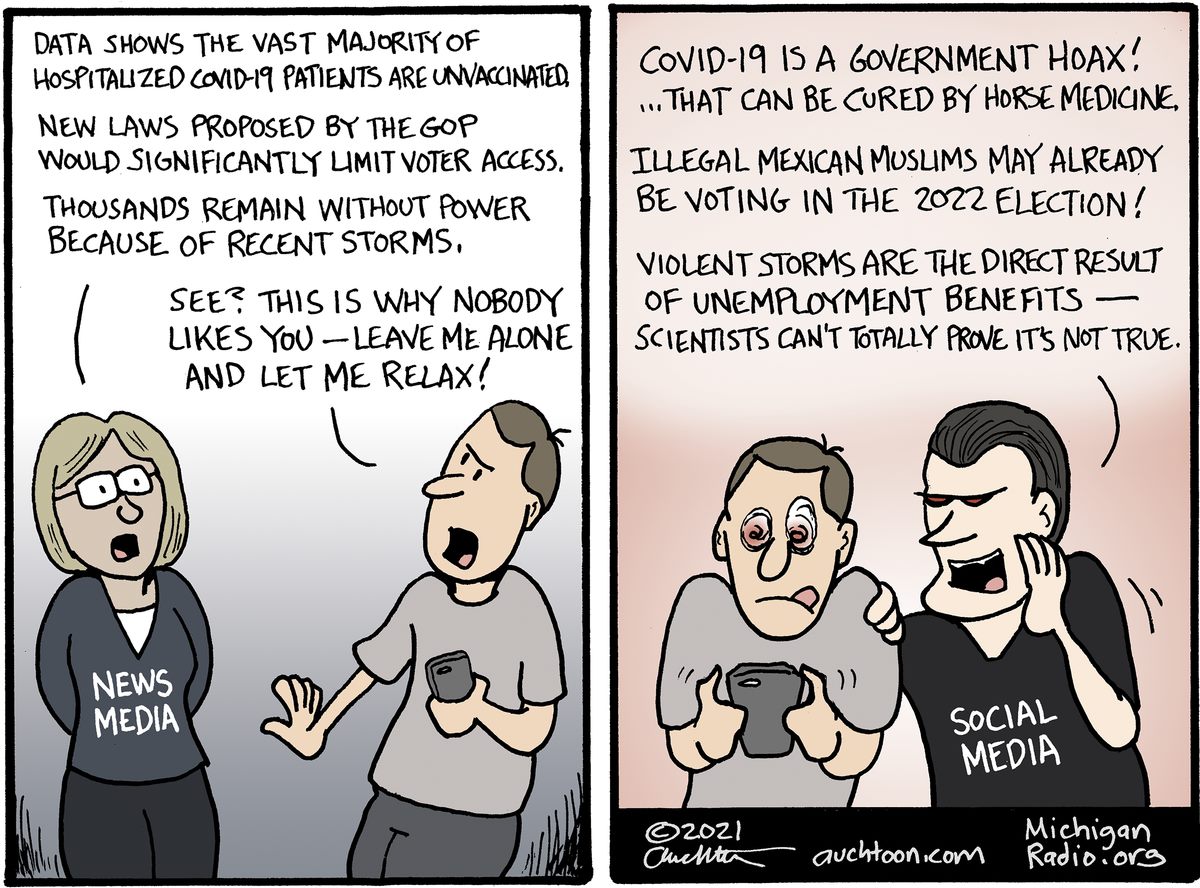 DATA SHOWS THE VAST MAJORITY OF
HOSPITALIZED COVID-19 PATIENTS ARE UNVACCINATED.
NEW LAWS PROPOSED BY THE GOP
WOULD SIGNIFICANTLY LIMIT VOTER ACCESS.
THOUSANDS REMAIN WITHOUT POWER
BECAUSE OF RECENT STORMS.
SEE? THIS IS WHY NOBODY
LIKES YOU — LEAVE ME ALONE
AND LET ME RELAX!
NEWS
MEDIA
COVID-19 IS A GOVERNMENT HOAX!
...THAT CAN BE CURED BY HORSE MEDICINE.
ILLEGAL MEXICAN MUSLIMS MAY ALREADY
BE VOTING IN THE 2022 ELECTION!
VIOLENT STORMS ARE THE DIRECT RESULT
OF UNEMPLOYMENT BENEFITS —
SCIENTISTS CAN'T TOTALLY PROVE IT'S NOT TRUE.
SOCIAL
MEDIA
©2021
Auchter
auchtoon.com
Michigan
Radio.org